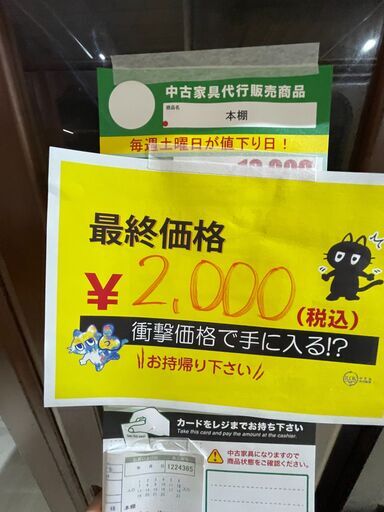 中古家具代行販売商品
商品名
本棚
毎週土曜日が値下り日！
最終価格
¥2,000(税込)
衝撃価格で手に入る!?
お持帰り下さい
カードをレジまでお持ち下さい
Take this card and pay the amount at the cashier.
中古家具になりますので
商品状態をご確認ください。
1224365
本棚